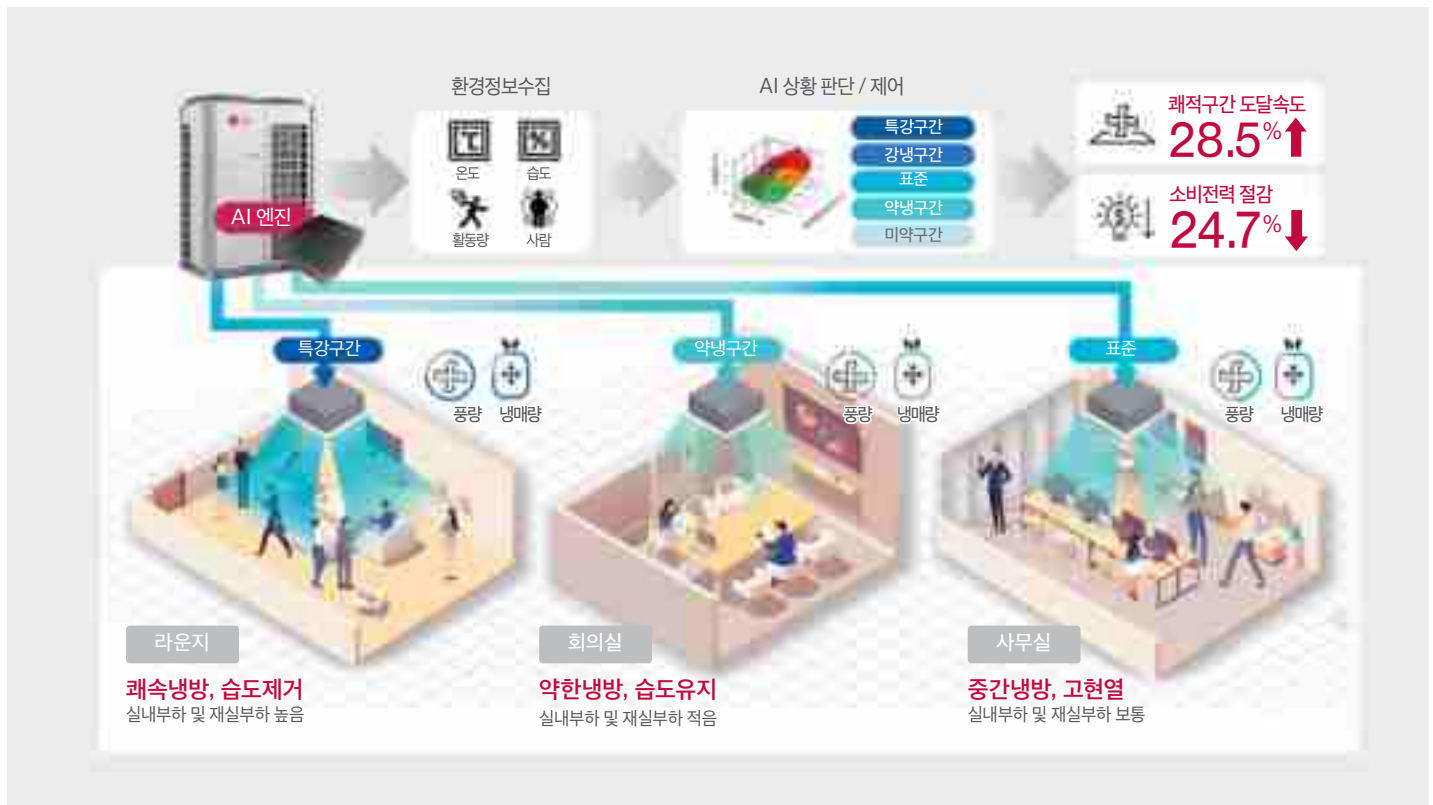 환경정보수집
AI 상황 판단 / 제어
AI 엔진
℃
%
온도
습도
활동량
사람
특강구간
강냉구간
표준
약냉구간
미약구간
쾌적구간 도달속도
28.5%
소비전력 절감
24.7%
특강구간
풍량
냉매량
약냉구간
풍량
냉매량
표준
풍량
냉매량
라운지
쾌속냉방, 습도제거
실내부하 및 재실부하 높음
회의실
약한냉방, 습도유지
실내부하 및 재실부하 적음
사무실
중간냉방, 고현열
실내부하 및 재실부하 보통